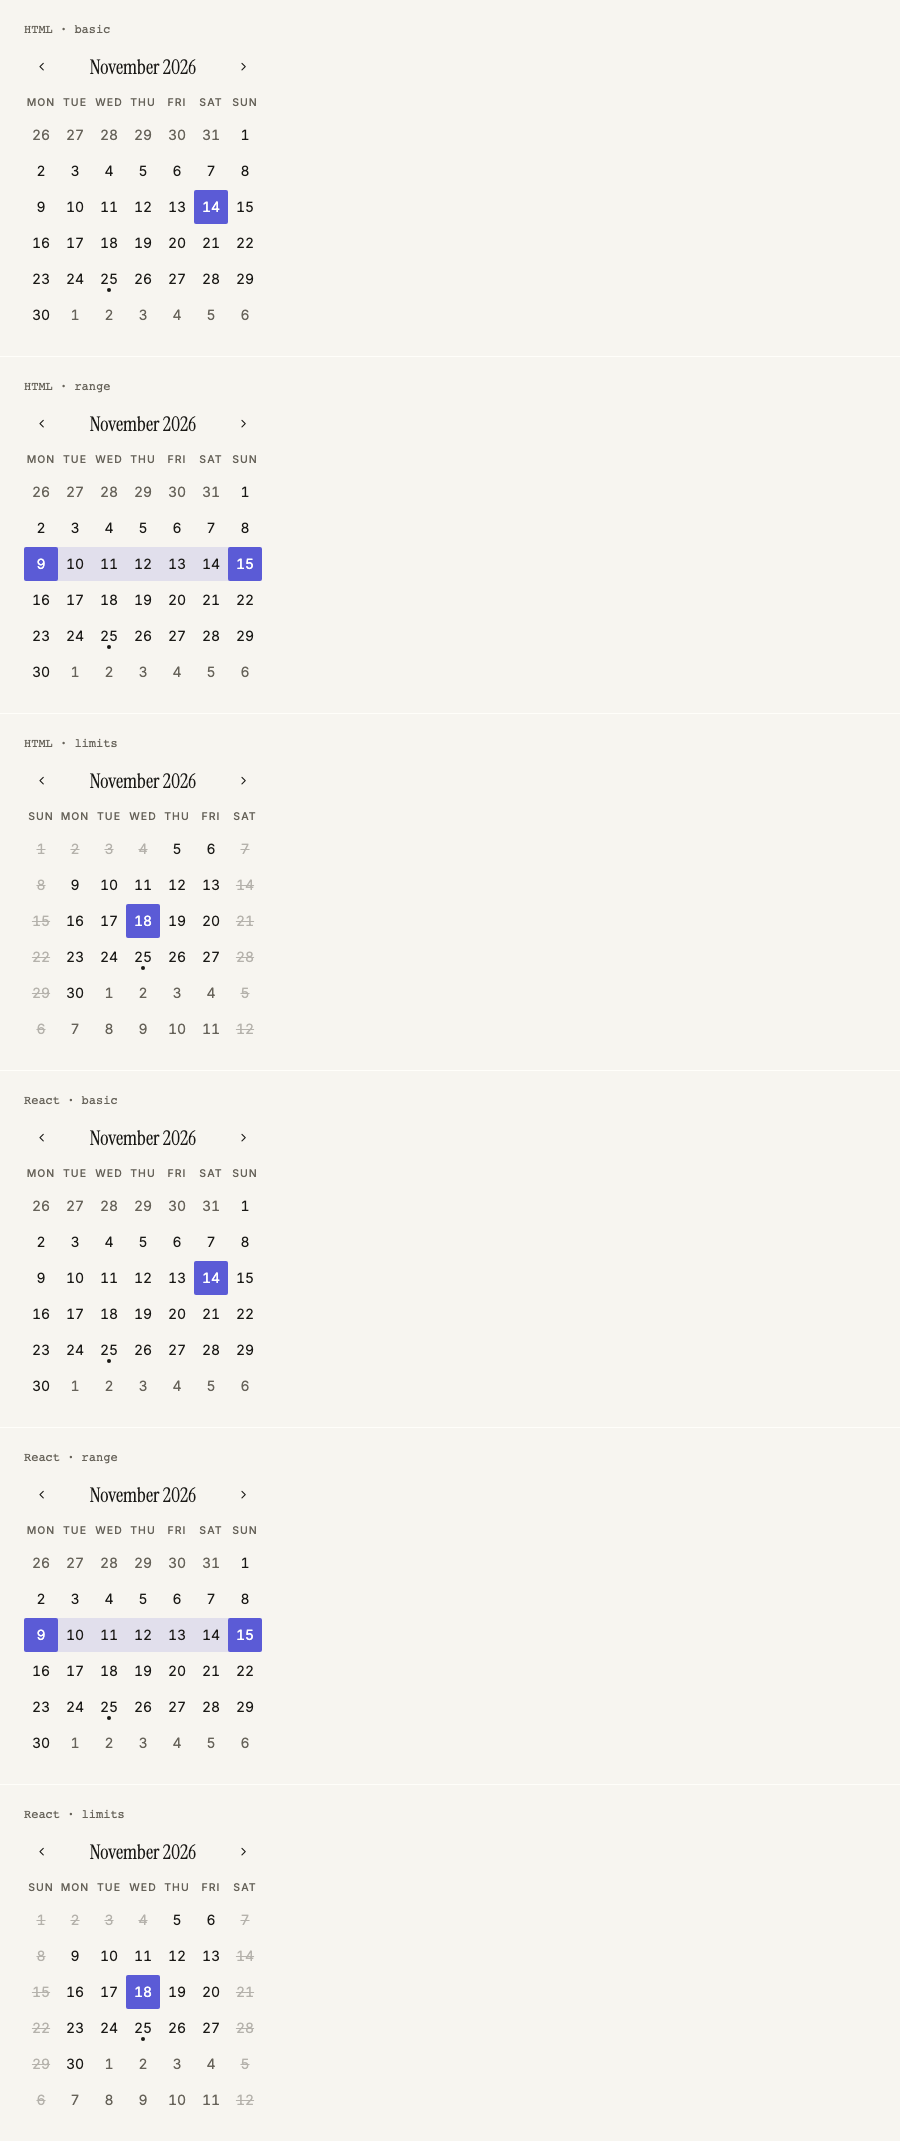 HTML · basic
‹ November 2026 ›
MON TUE WED THU FRI SAT SUN
26 27 28 29 30 31 1
2 3 4 5 6 7 8
9 10 11 12 13 14 15
16 17 18 19 20 21 22
23 24 25 26 27 28 29
30 1 2 3 4 5 6
HTML · range
‹ November 2026 ›
MON TUE WED THU FRI SAT SUN
26 27 28 29 30 31 1
2 3 4 5 6 7 8
9 10 11 12 13 14 15
16 17 18 19 20 21 22
23 24 25 26 27 28 29
30 1 2 3 4 5 6
HTML · limits
‹ November 2026 ›
SUN MON TUE WED THU FRI SAT
1 2 3 4 5 6 7
8 9 10 11 12 13 14
15 16 17 18 19 20 21
22 23 24 25 26 27 28
29 30 1 2 3 4 5
6 7 8 9 10 11 12
React · basic
‹ November 2026 ›
MON TUE WED THU FRI SAT SUN
26 27 28 29 30 31 1
2 3 4 5 6 7 8
9 10 11 12 13 14 15
16 17 18 19 20 21 22
23 24 25 26 27 28 29
30 1 2 3 4 5 6
React · range
‹ November 2026 ›
MON TUE WED THU FRI SAT SUN
26 27 28 29 30 31 1
2 3 4 5 6 7 8
9 10 11 12 13 14 15
16 17 18 19 20 21 22
23 24 25 26 27 28 29
30 1 2 3 4 5 6
React · limits
‹ November 2026 ›
SUN MON TUE WED THU FRI SAT
1 2 3 4 5 6 7
8 9 10 11 12 13 14
15 16 17 18 19 20 21
22 23 24 25 26 27 28
29 30 1 2 3 4 5
6 7 8 9 10 11 12